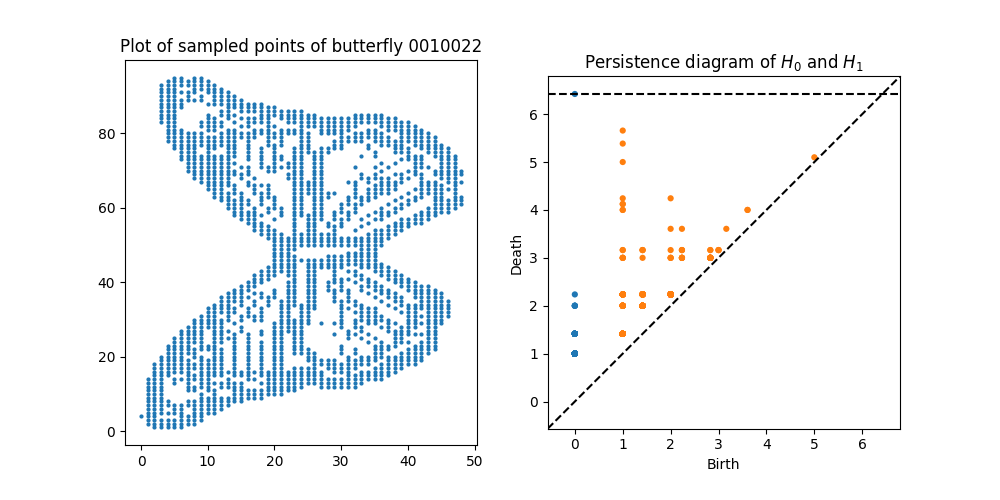 Plot of sampled points of butterfly 0010022
80
60
40
20
0
0 10 20 30 40 50
Persistence diagram of $H_0$ and $H_1$
Death
6
5
4
3
2
1
0
0 1 2 3 4 5 6
Birth